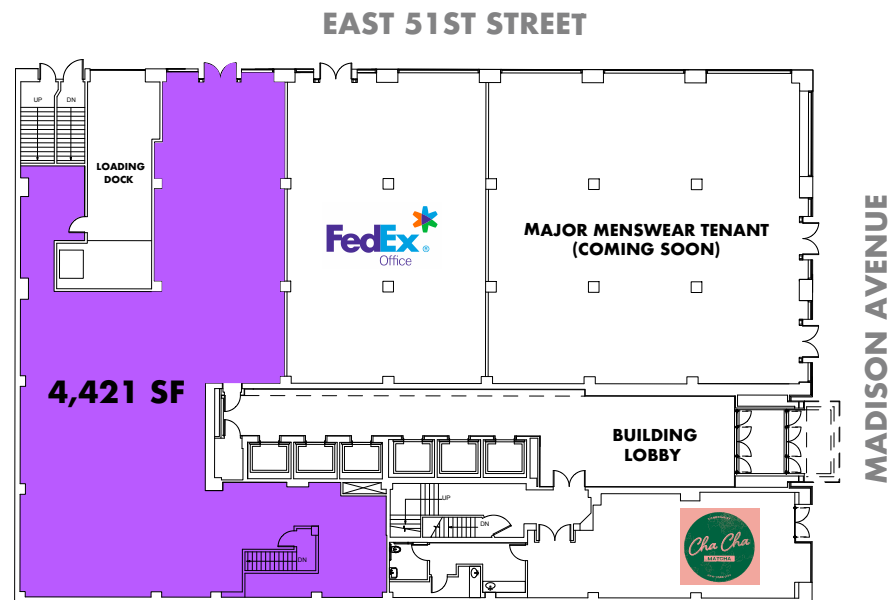 EAST 51ST STREET
UP
DN
LOADING
DOCK
FedEx®
Office
MAJOR MENSWEAR TENANT
(COMING SOON)
MADISON AVENUE
4,421 SF
BUILDING
LOBBY
UP
DN
DN
Cha Cha
MATCHA